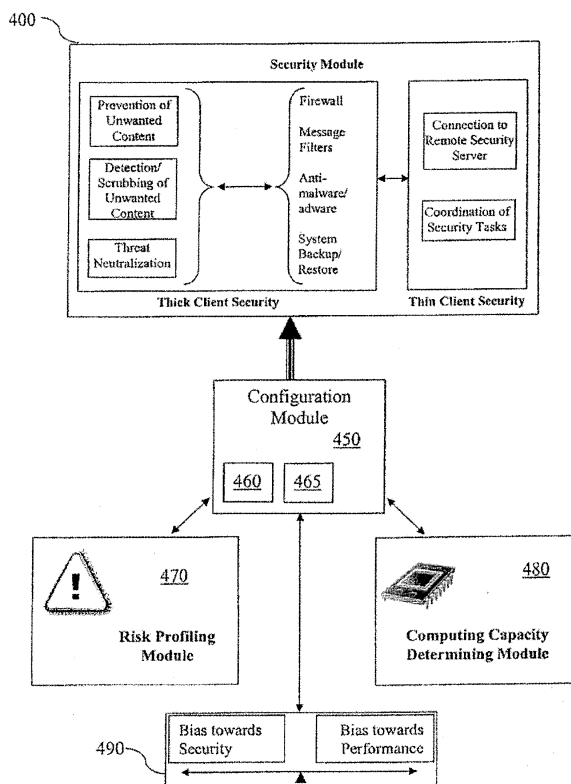 400
Security Module
Prevention of
Unwanted
Content
Detection/
Scrubbing of
Unwanted
Content
Threat
Neutralization
Firewall
Message
Filters
Anti-
malware/
adware
System
Backup/
Restore
Thick Client Security
Connection to
Remote Security
Server
Coordination of
Security Tasks
Thin Client Security
Configuration
Module
450
460
465
470
Risk Profiling
Module
480
Computing Capacity
Determining Module
490
Bias towards
Security
Bias towards
Performance